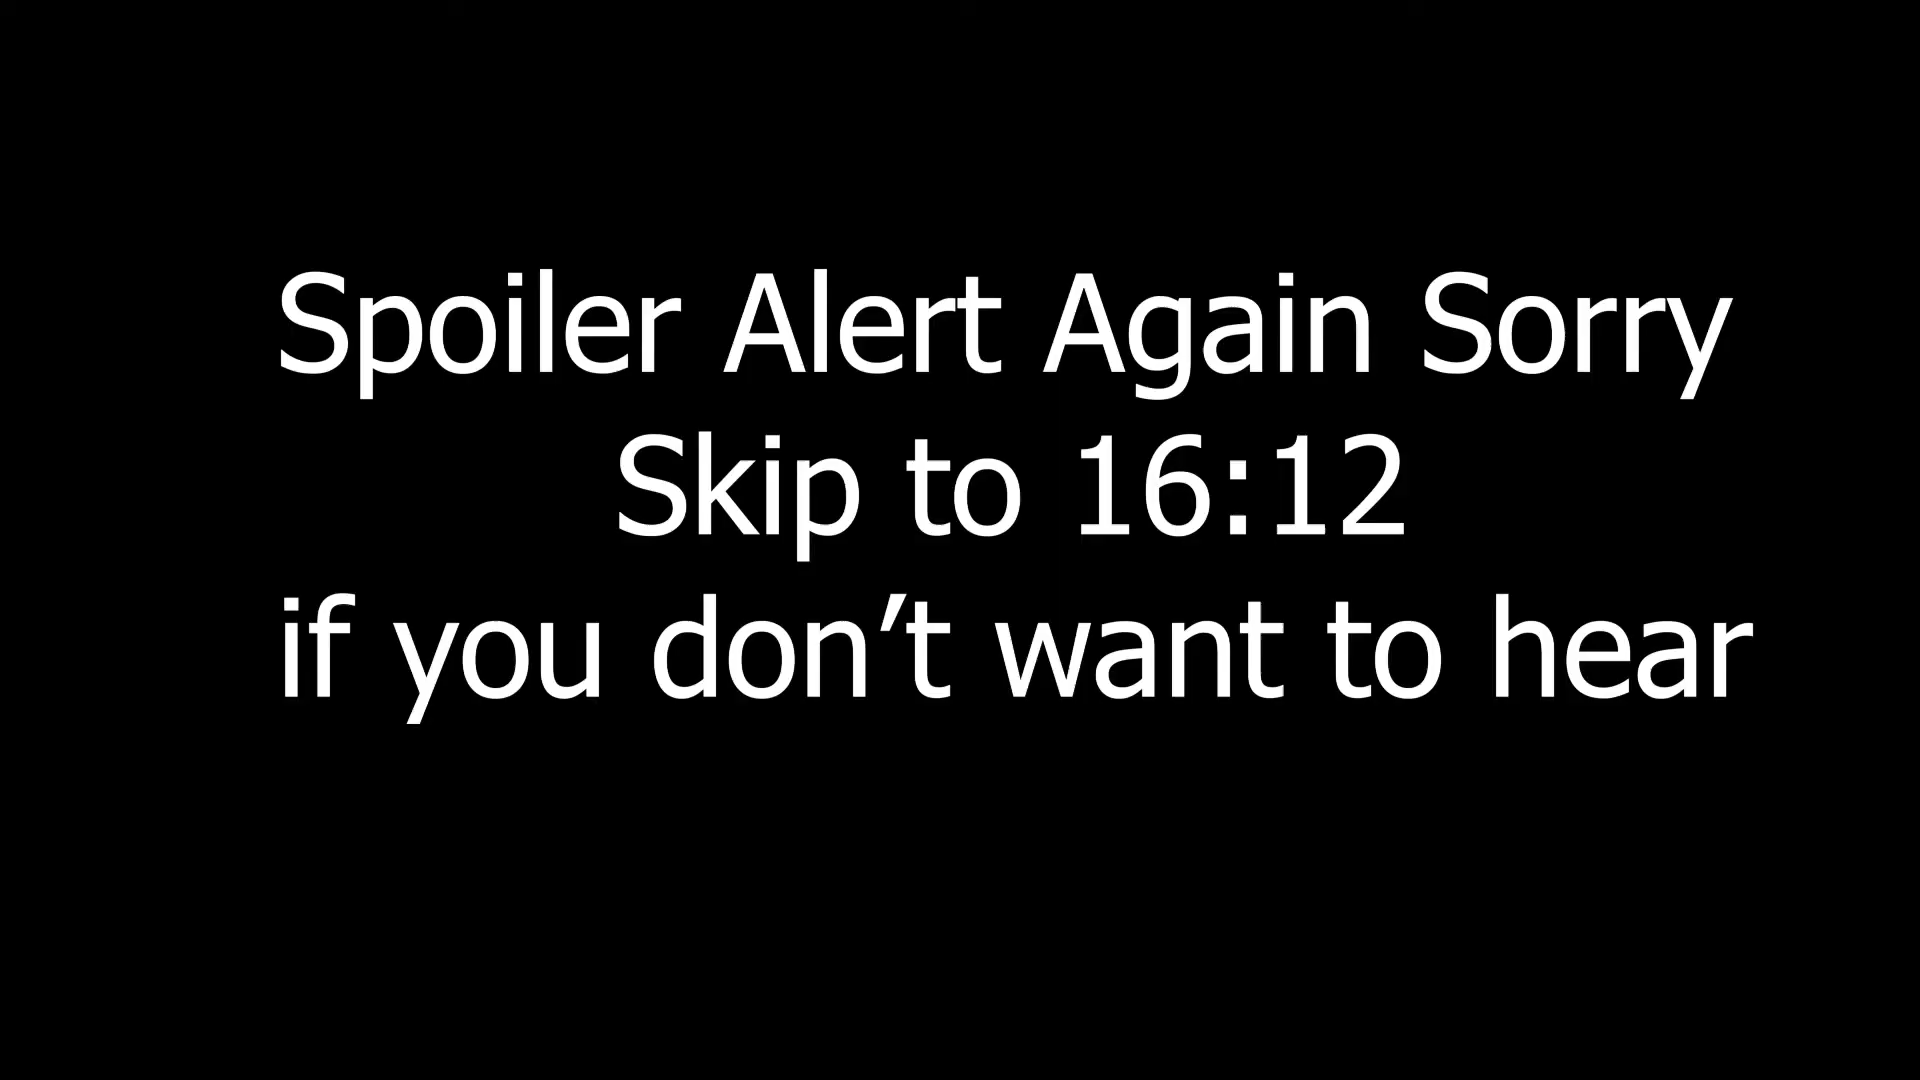 Spoiler Alert Again Sorry
Skip to 16:12
if you don’t want to hear